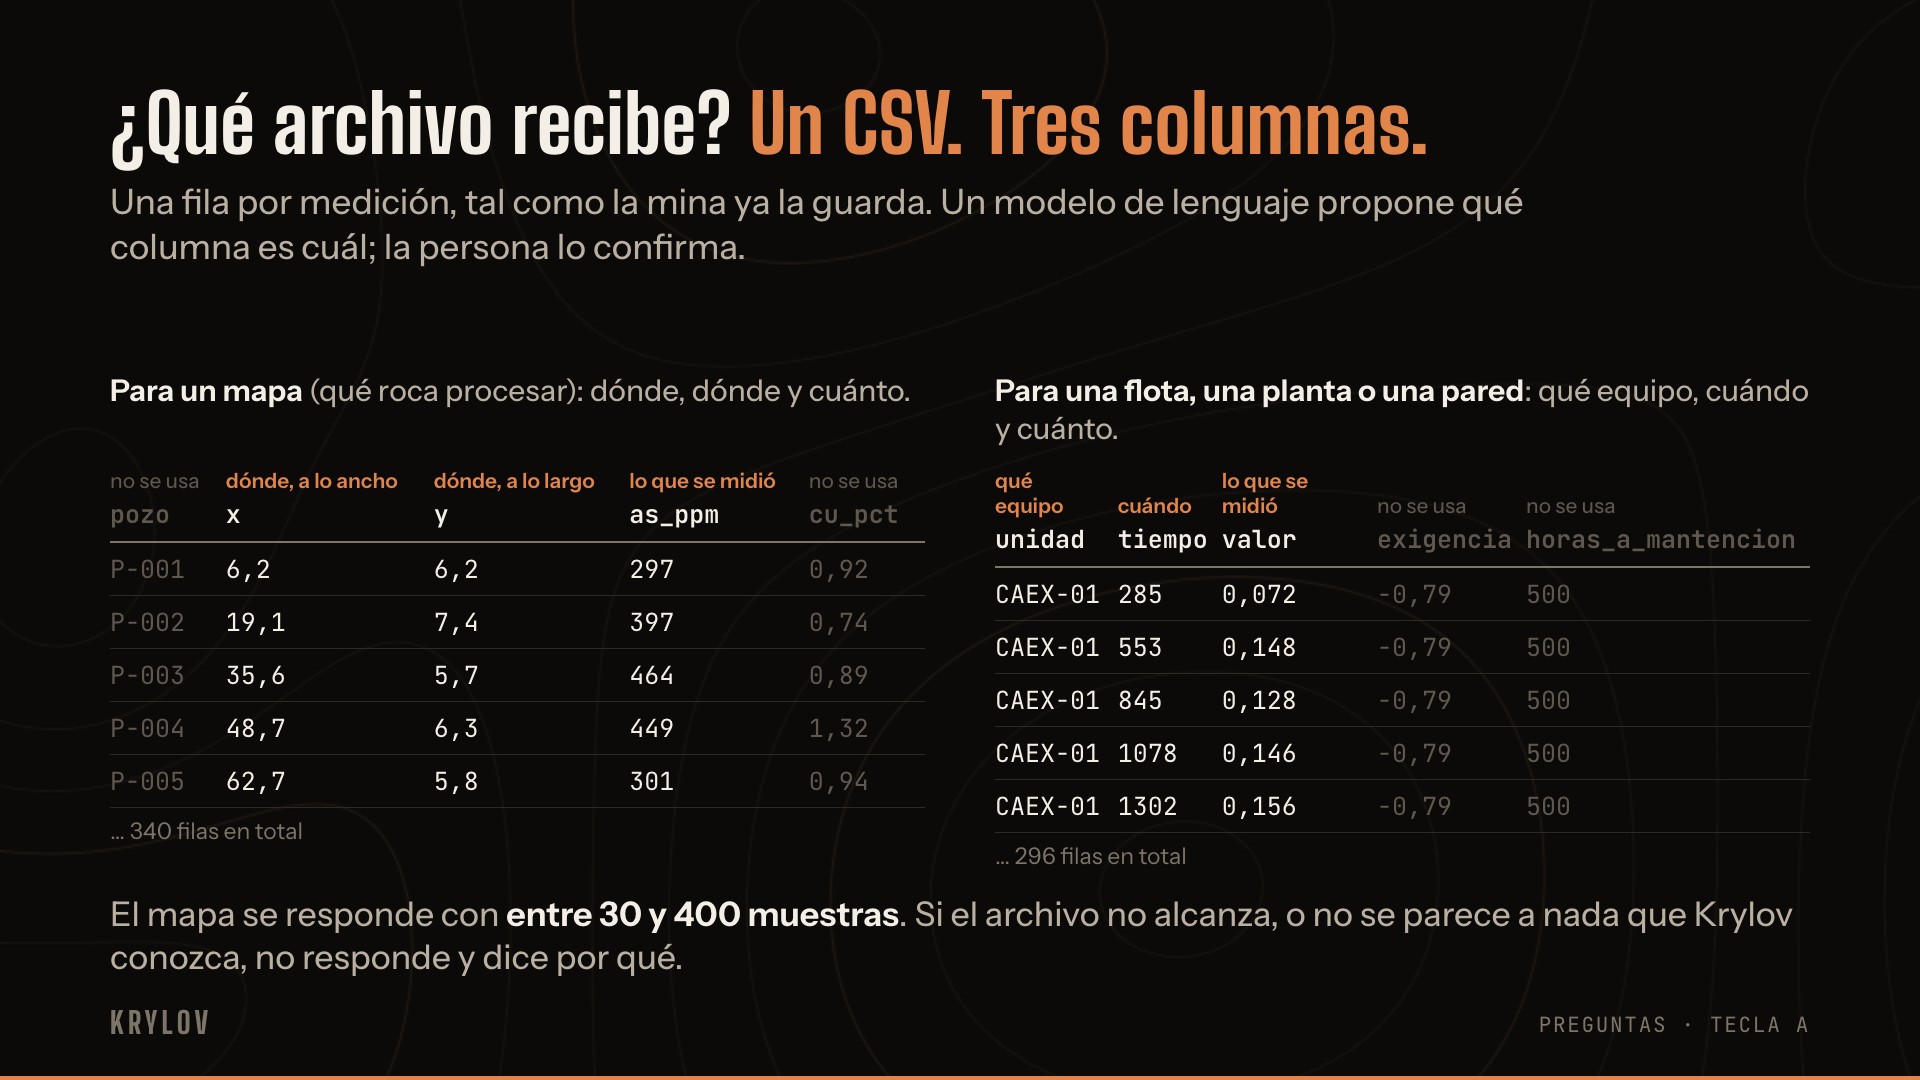 ¿Qué archivo recibe? Un CSV. Tres columnas.
Una fila por medición, tal como la mina ya la guarda. Un modelo de lenguaje propone qué
columna es cuál; la persona lo confirma.
Para un mapa (qué roca procesar): dónde, dónde y cuánto.
no se usa dónde, a lo ancho dónde, a lo largo lo que se midió no se usa
pozo x y as_ppm cu_pct
P-001 6,2 6,2 297 0,92
P-002 19,1 7,4 397 0,74
P-003 35,6 5,7 464 0,89
P-004 48,7 6,3 449 1,32
P-005 62,7 5,8 301 0,94
... 340 filas en total
Para una flota, una planta o una pared: qué equipo, cuándo
y cuánto.
qué lo que se
equipo cuándo midió no se usa no se usa
unidad tiempo valor exigencia horas_a_mantencion
CAEX-01 285 0,072 -0,79 500
CAEX-01 553 0,148 -0,79 500
CAEX-01 845 0,128 -0,79 500
CAEX-01 1078 0,146 -0,79 500
CAEX-01 1302 0,156 -0,79 500
... 296 filas en total
El mapa se responde con entre 30 y 400 muestras. Si el archivo no alcanza, o no se parece a nada que Krylov
conozca, no responde y dice por qué.
KRYLOV
PREGUNTAS · TECLA A